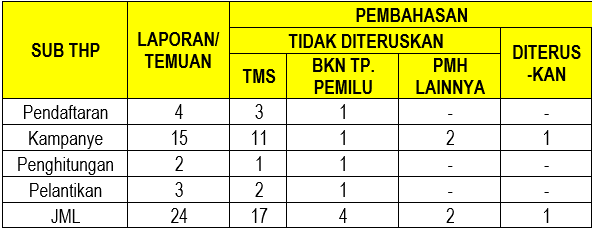 SUB THP
LAPORAN/
TEMUAN
PEMBAHASAN
TIDAK DITERUSKAN
DITERUS
-KAN
TMS
BKN TP.
PEMILU
PMH
LAINNYA
Pendaftaran 4 3 1 - -
Kampanye 15 11 1 2 1
Penghitungan 2 1 1 - -
Pelantikan 3 2 1 - -
JML 24 17 4 2 1